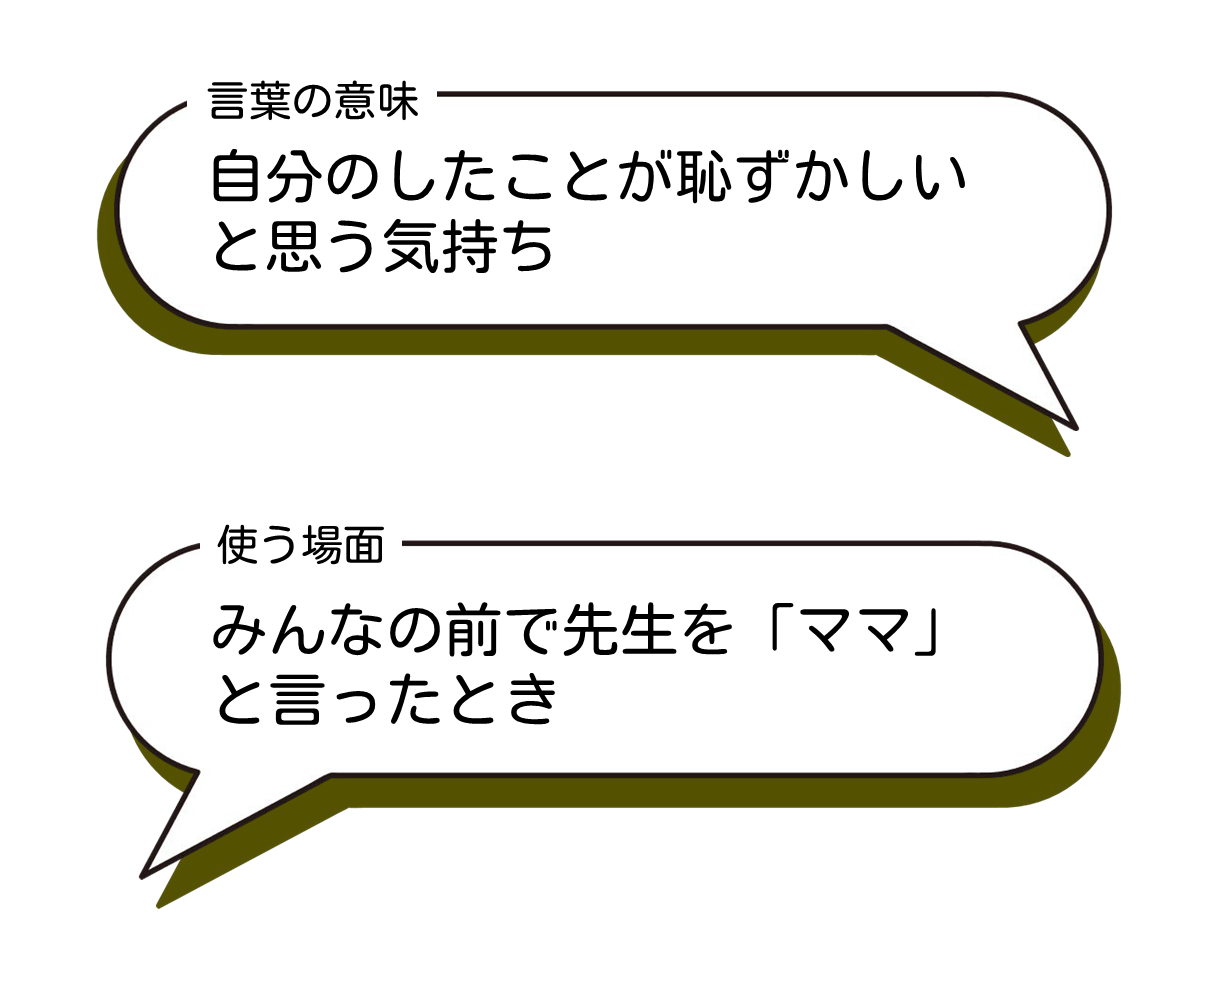 言葉の意味
自分のしたことが恥ずかしい
と思う気持ち
使う場面
みんなの前で先生を「ママ」
と言ったとき